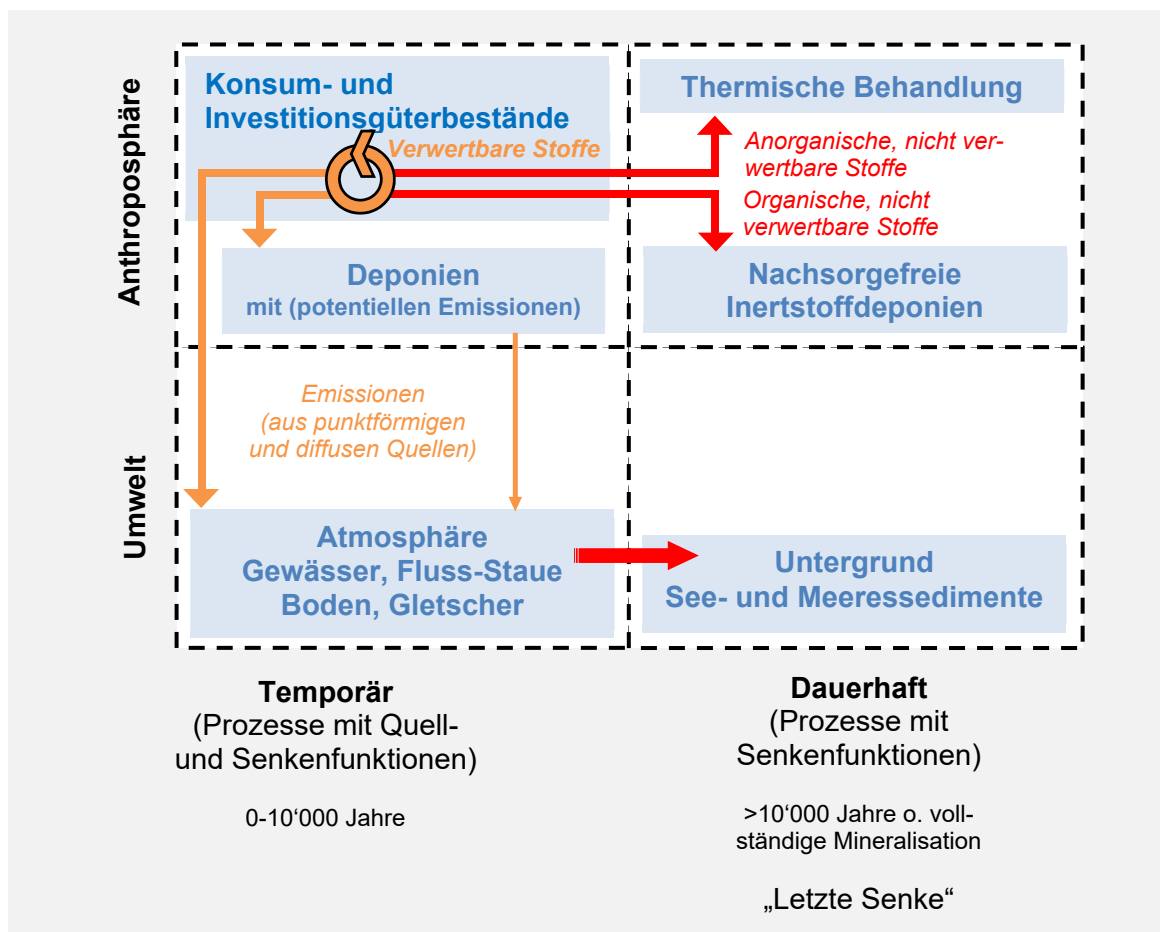 Anthroposphäre
Konsum- und
Investitionsgüterbestände
Verwertbare Stoffe
Thermische Behandlung
Anorganische, nicht ver-
wertbare Stoffe
Organische, nicht
verwertbare Stoffe
Deponien
mit (potentiellen Emissionen)
Nachsorgefreie
Inertstoffdeponien
Umwelt
Emissionen
(aus punktförmigen
und diffusen Quellen)
Atmosphäre
Gewässer, Fluss-Staue
Boden, Gletscher
Untergrund
See- und Meeressedimente
Temporär
(Prozesse mit Quell-
und Senkenfunktionen)
0-10‘000 Jahre
Dauerhaft
(Prozesse mit
Senkenfunktionen)
>10‘000 Jahre o. voll-
ständige Mineralisation
„Letzte Senke“